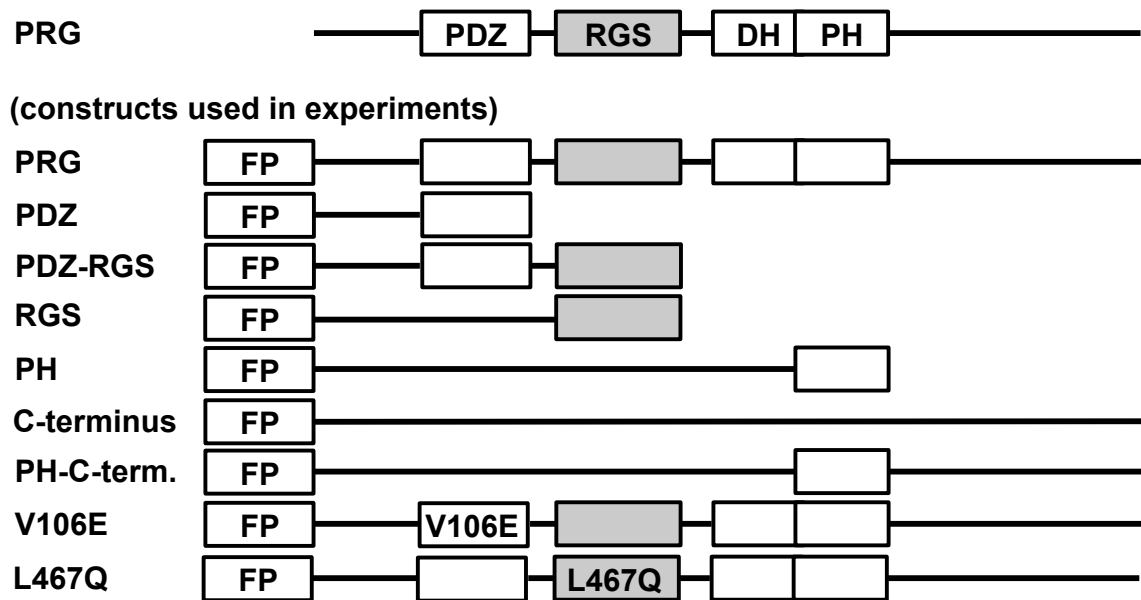 PRG PDZ RGS DH PH
(constructs used in experiments)
PRG FP
PDZ FP
PDZ-RGS FP
RGS FP
PH FP
C-terminus FP
PH-C-term. FP
V106E FP V106E
L467Q FP L467Q